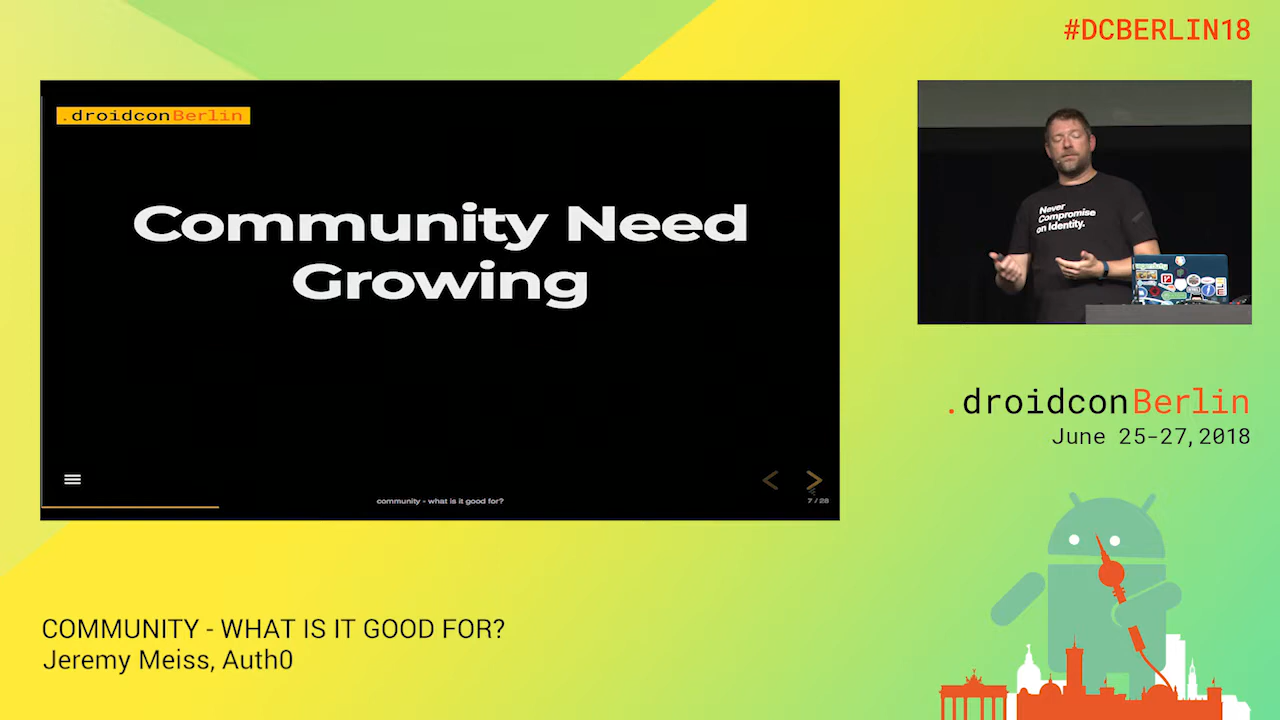 #DCBERLIN18
.droidconBerlin
Community Need
Growing
community - what is it good for?
7 / 28
Never
Compromise
on Identity.
.droidconBerlin
June 25-27, 2018
COMMUNITY - WHAT IS IT GOOD FOR?
Jeremy Meiss, Auth0